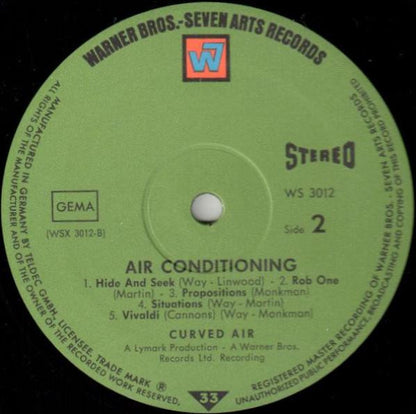 WARNER BROS.-SEVEN ARTS RECORDS
W7
STEREO
GEMA
WS 3012
(WSX 3012-B)
Side 2
AIR CONDITIONING
1. Hide And Seek (Way - Linwood) - 2. Rob One
(Martin) - 3. Propositions (Monkman)
4. Situations (Way - Martin)
5. Vivaldi (Cannons) (Way - Monkman)
CURVED AIR
A Lymark Production - A Warner Bros.
Records Ltd. Recording
33
MANUFACTURED IN GERMANY BY TELDEC GMBH, LICENSEE, TRADE MARK ®
ALL RIGHTS OF THE MANUFACTURER AND OF THE OWNER OF THE RECORDED WORK RESERVED,
REGISTERED MASTER RECORDING OF WARNER BROS. - SEVEN ARTS RECORDS
UNAUTHORIZED PUBLIC PERFORMANCE, BROADCASTING AND COPYING OF THIS RECORD PROHIBITED